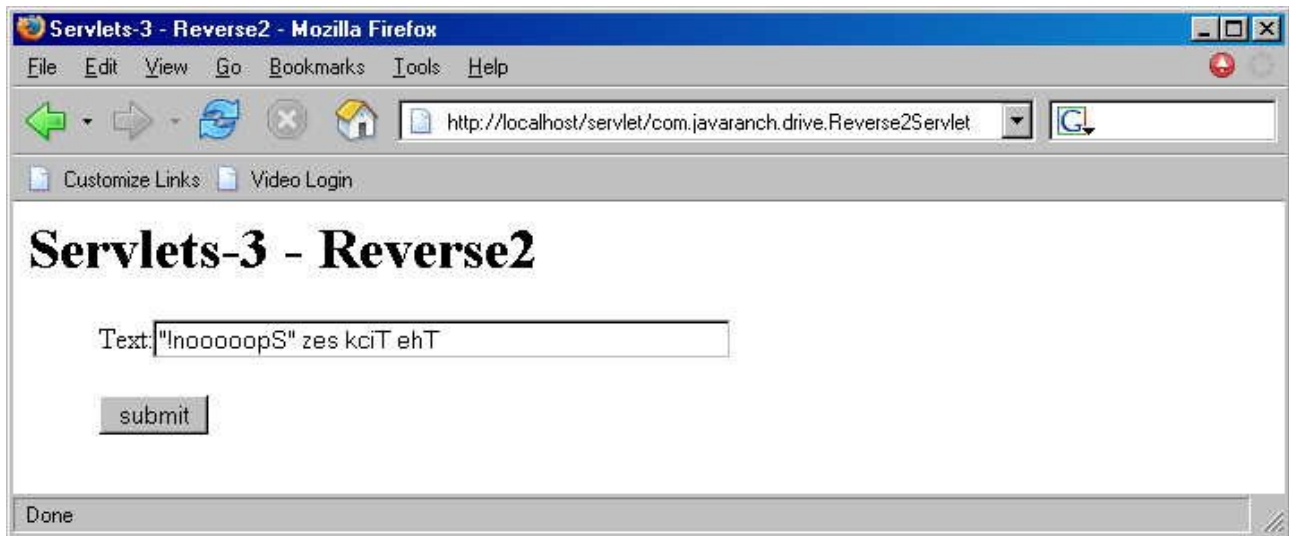 Servlets-3 - Reverse2 - Mozilla Firefox
File Edit View Go Bookmarks Tools Help
http://localhost/servlet/com.javaranch.drive.Reverse2Servlet G
Customize Links Video Login
Servlets-3 - Reverse2
Text: "!nooooopS" zes kciT ehT
submit
Done